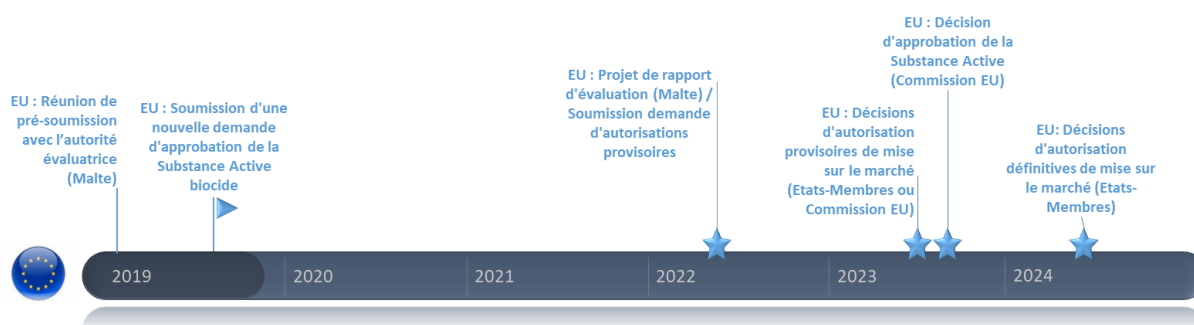 EU : Réunion de
pré-soumission
avec l’autorité
évaluatrice
(Malte)
EU : Soumission d'une
nouvelle demande
d'approbation de la
Substance Active
biocide
EU : Projet de rapport
d'évaluation (Malte) /
Soumission demande
d'autorisations
provisoires
EU : Décisions
d'autorisation
provisoires de mise
sur le marché
(Etats-Membres ou
Commission EU)
EU : Décision
d'approbation de la
Substance Active
(Commission EU)
EU: Décisions
d'autorisation
définitives de mise sur
le marché (Etats-
Membres)
2019
2020
2021
2022
2023
2024